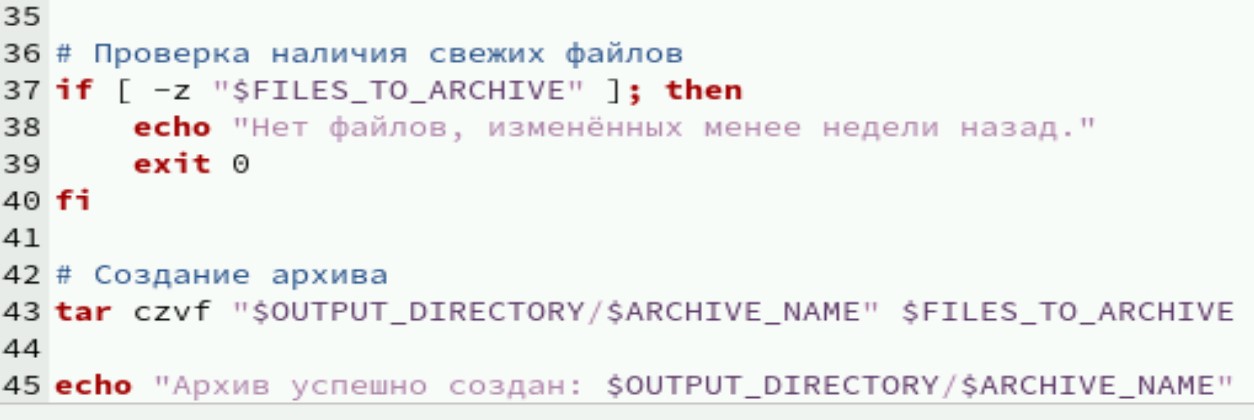 35
36 # Проверка наличия свежих файлов
37 if [ -z "$FILES_TO_ARCHIVE" ]; then
38     echo "Нет файлов, изменённых менее недели назад."
39     exit 0
40 fi
41
42 # Создание архива
43 tar czvf "$OUTPUT_DIRECTORY/$ARCHIVE_NAME" $FILES_TO_ARCHIVE
44
45 echo "Архив успешно создан: $OUTPUT_DIRECTORY/$ARCHIVE_NAME"